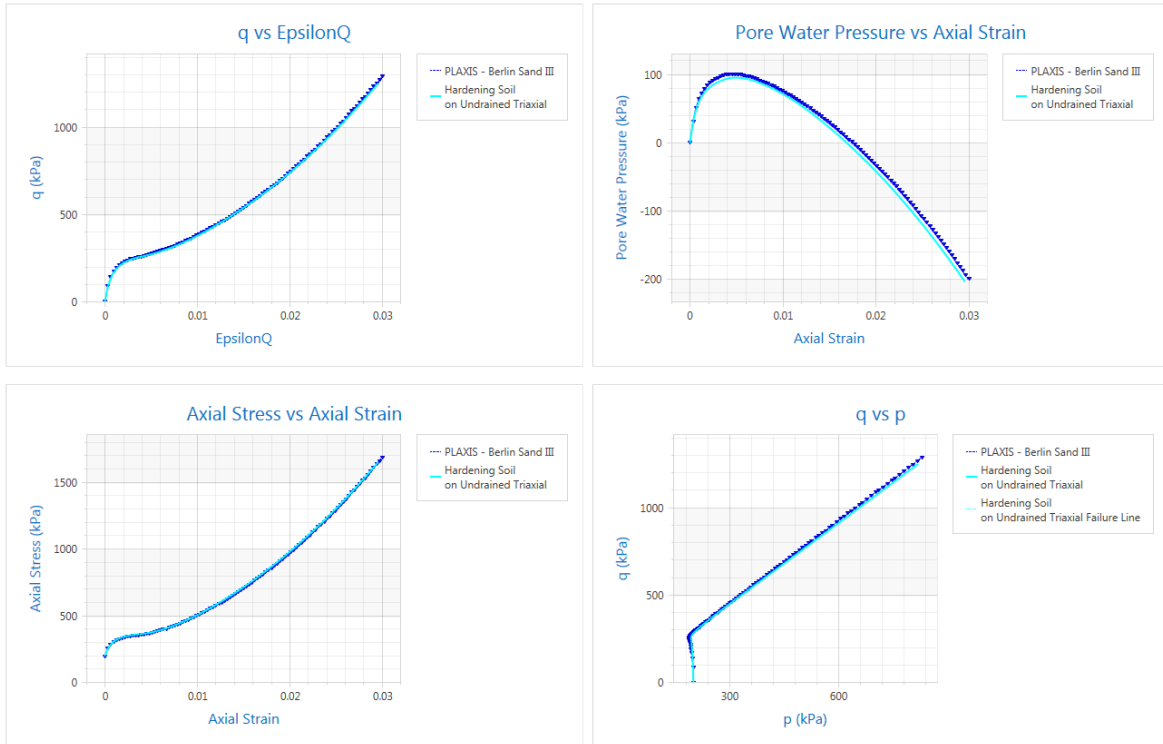 q vs EpsilonQ
q (kPa)
1000
500
0
0
0.01
0.02
0.03
EpsilonQ
PLAXIS - Berlin Sand III
Hardening Soil
on Undrained Triaxial
Pore Water Pressure vs Axial Strain
Pore Water Pressure (kPa)
100
0
-100
-200
0
0.01
0.02
0.03
Axial Strain
PLAXIS - Berlin Sand III
Hardening Soil
on Undrained Triaxial
Axial Stress vs Axial Strain
Axial Stress (kPa)
1500
1000
500
0
0
0.01
0.02
0.03
Axial Strain
PLAXIS - Berlin Sand III
Hardening Soil
on Undrained Triaxial
q vs p
q (kPa)
1000
500
0
300
600
p (kPa)
PLAXIS - Berlin Sand III
Hardening Soil
on Undrained Triaxial
Hardening Soil
on Undrained Triaxial Failure Line